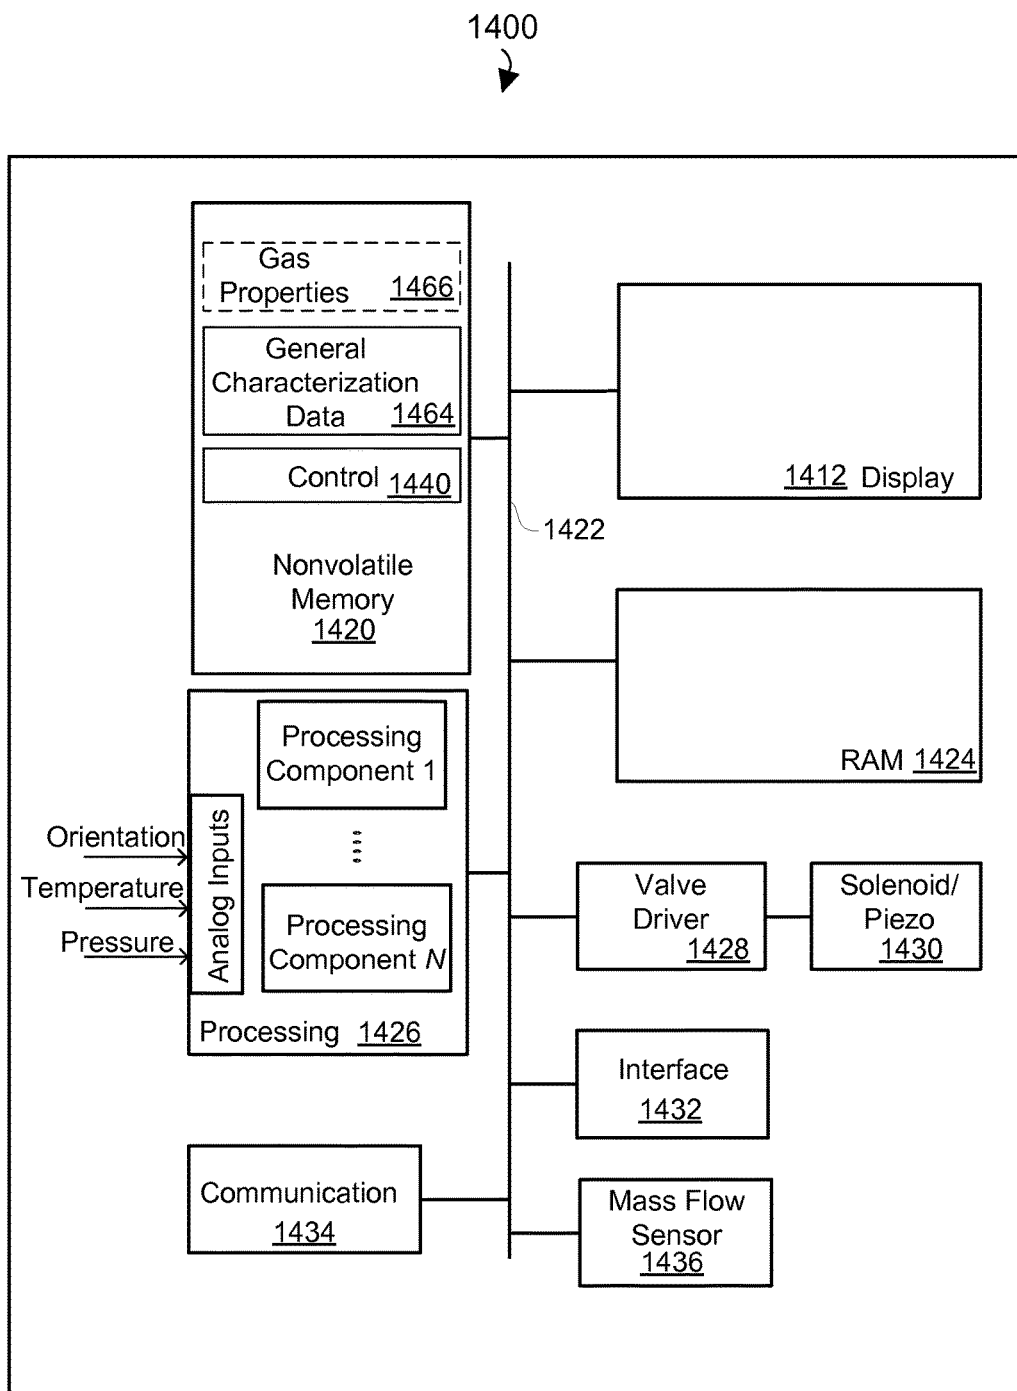 1400
Gas
Properties 1466
General
Characterization
Data 1464
Control 1440
Nonvolatile
Memory
1420
1422
1412 Display
RAM 1424
Processing
Component 1
Orientation
Temperature
Pressure
Analog Inputs
Processing
Component N
Processing 1426
Valve
Driver
1428
Solenoid/
Piezo
1430
Interface
1432
Communication
1434
Mass Flow
Sensor
1436